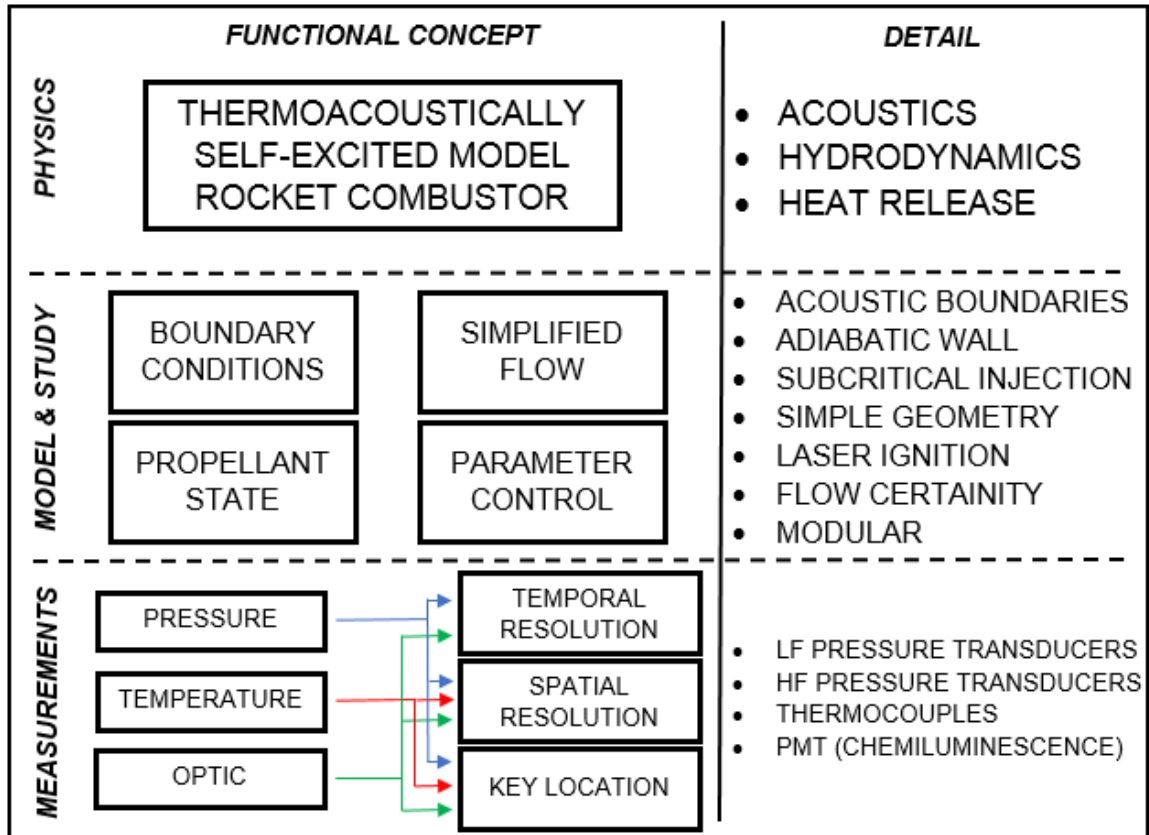 FUNCTIONAL CONCEPT
DETAIL
PHYSICS
THERMOACOUSTICALLY
SELF-EXCITED MODEL
ROCKET COMBUSTOR
• ACOUSTICS
• HYDRODYNAMICS
• HEAT RELEASE
MODEL & STUDY
BOUNDARY
CONDITIONS
SIMPLIFIED
FLOW
PROPELLANT
STATE
PARAMETER
CONTROL
• ACOUSTIC BOUNDARIES
• ADIABATIC WALL
• SUBCRITICAL INJECTION
• SIMPLE GEOMETRY
• LASER IGNITION
• FLOW CERTAINITY
• MODULAR
MEASUREMENTS
PRESSURE
TEMPERATURE
OPTIC
TEMPORAL
RESOLUTION
SPATIAL
RESOLUTION
KEY LOCATION
• LF PRESSURE TRANSDUCERS
• HF PRESSURE TRANSDUCERS
• THERMOCOUPLES
• PMT (CHEMILUMINESCENCE)